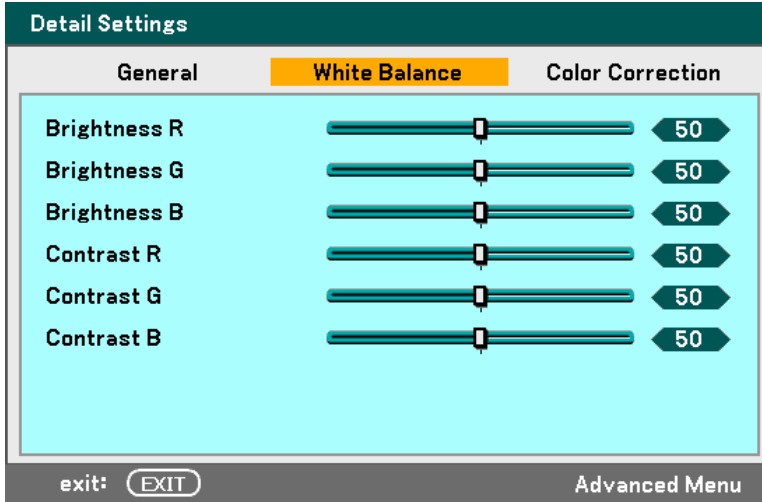 Detail Settings
General White Balance Color Correction
Brightness R 50
Brightness G 50
Brightness B 50
Contrast R 50
Contrast G 50
Contrast B 50
exit: EXIT Advanced Menu